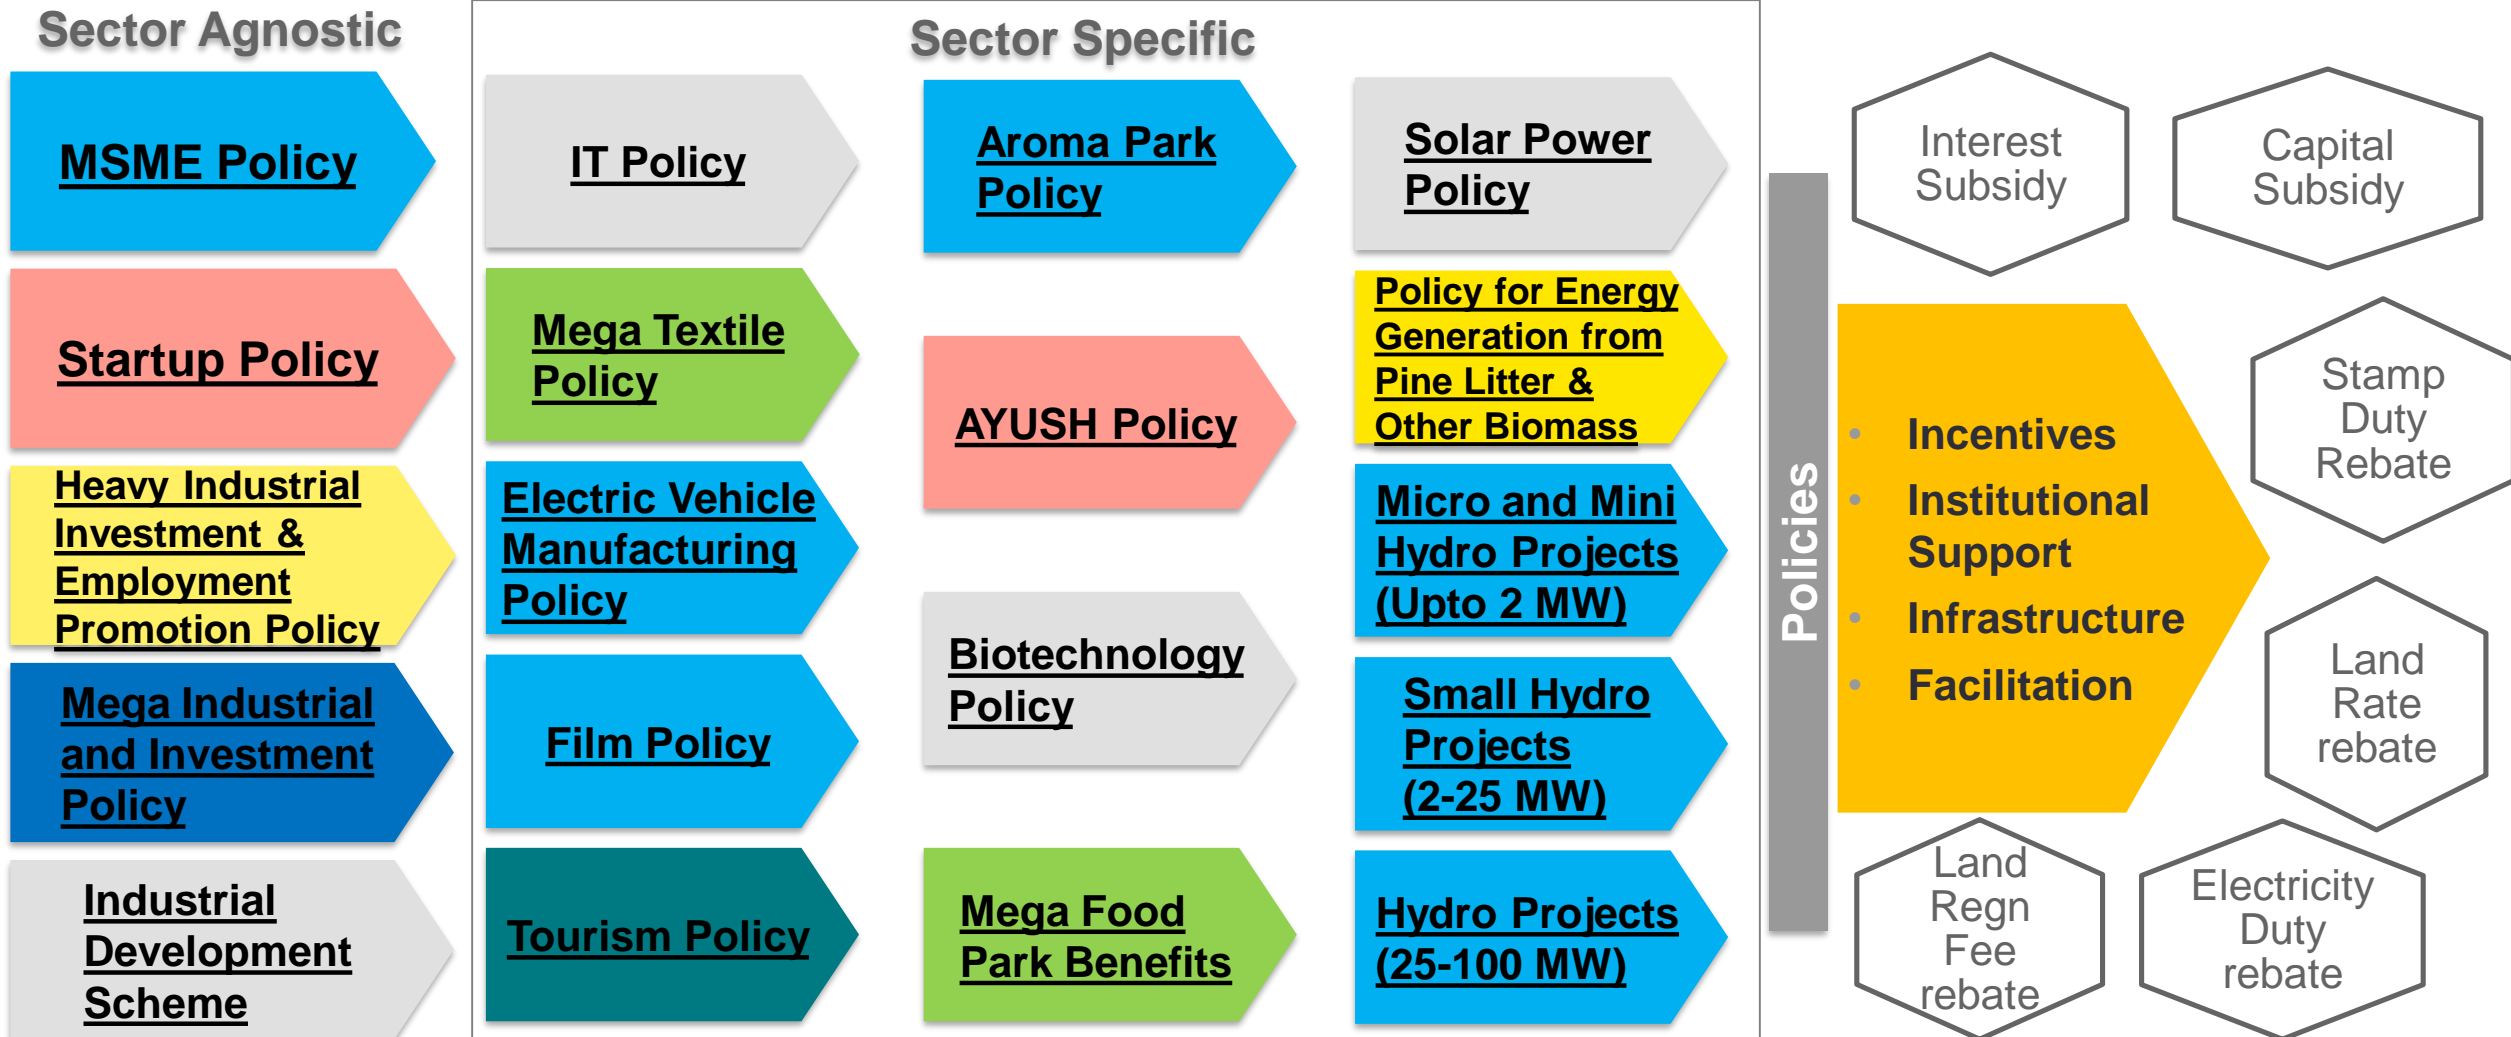 Sector Agnostic
MSME Policy
Startup Policy
Heavy Industrial
Investment &
Employment
Promotion Policy
Mega Industrial
and Investment
Policy
Industrial
Development
Scheme
Sector Specific
IT Policy
Mega Textile
Policy
Electric Vehicle
Manufacturing
Policy
Film Policy
Tourism Policy
Aroma Park
Policy
AYUSH Policy
Biotechnology
Policy
Mega Food
Park Benefits
Solar Power
Policy
Policy for Energy
Generation from
Pine Litter &
Other Biomass
Micro and Mini
Hydro Projects
(Upto 2 MW)
Small Hydro
Projects
(2-25 MW)
Hydro Projects
(25-100 MW)
Policies
• Incentives
• Institutional
Support
• Infrastructure
• Facilitation
Interest
Subsidy
Capital
Subsidy
Stamp
Duty
Rebate
Land
Rate
rebate
Land
Regn
Fee
rebate
Electricity
Duty
rebate